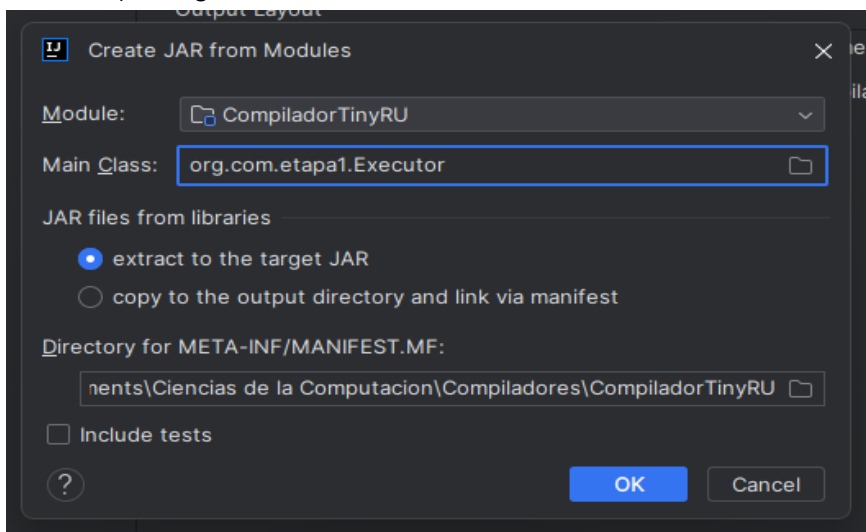 Output Layout
Create JAR from Modules
Module: CompiladorTinyRU
Main Class: org.com.etapa1.Executor
JAR files from libraries
extract to the target JAR
copy to the output directory and link via manifest
Directory for META-INF/MANIFEST.MF:
\Ciencias de la Computacion\Compiladores\CompiladorTinyRU
Include tests
? OK Cancel